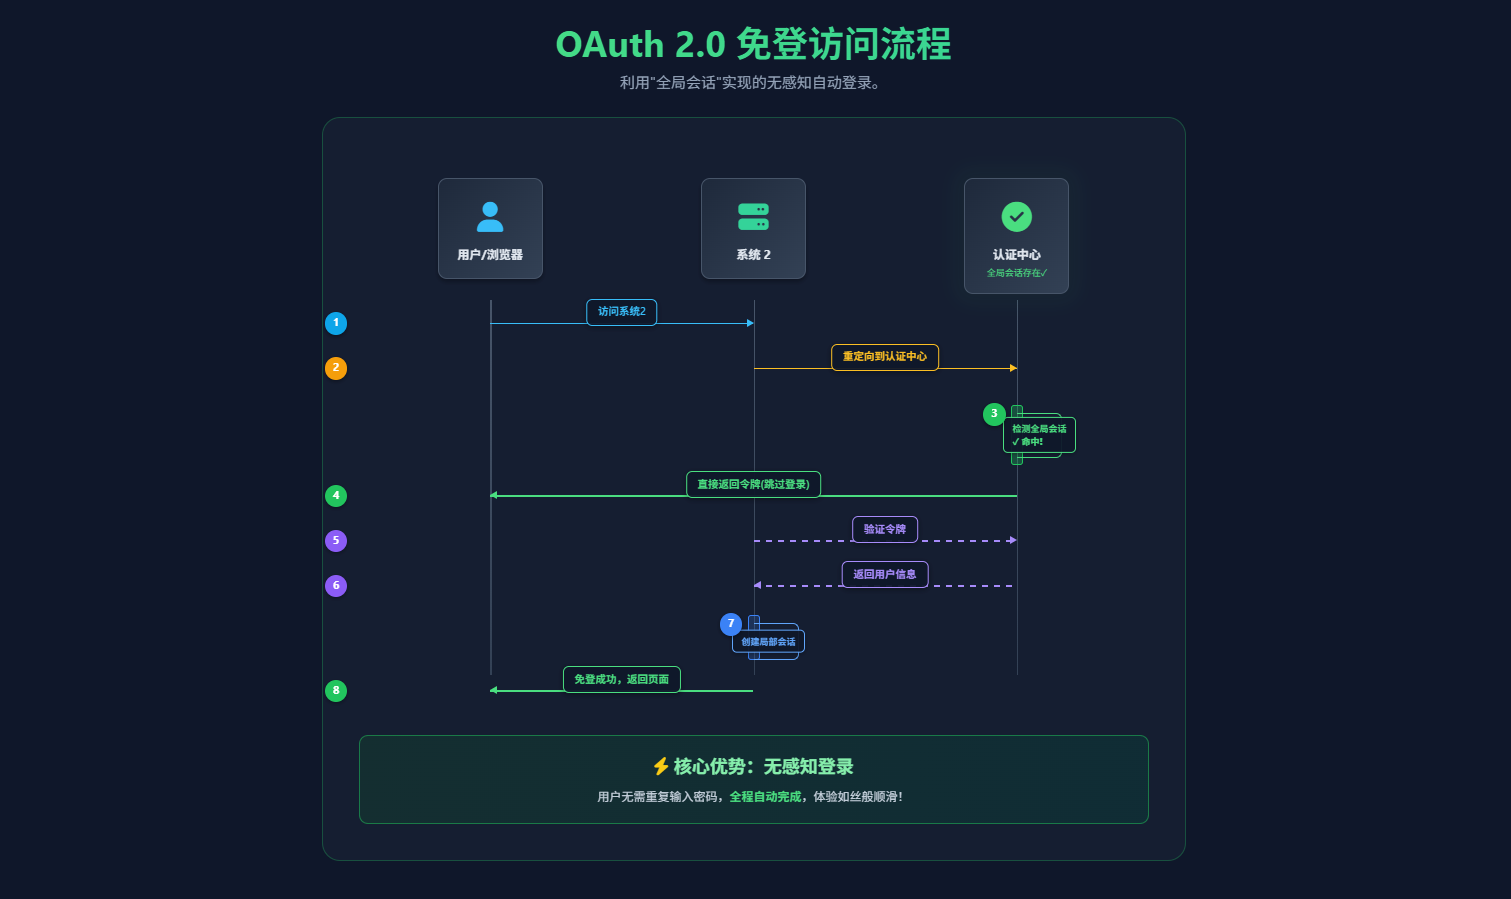 OAuth 2.0 免登访问流程
利用"全局会话"实现的无感知自动登录。
用户/浏览器
系统 2
认证中心
全局会话存在✓
1
访问系统2
2
重定向到认证中心
3
检测全局会话
✓ 命中!
4
直接返回令牌(跳过登录)
5
验证令牌
6
返回用户信息
7
创建局部会话
8
免登成功，返回页面
⚡核心优势：无感知登录
用户无需重复输入密码，全程自动完成，体验如丝般顺滑！